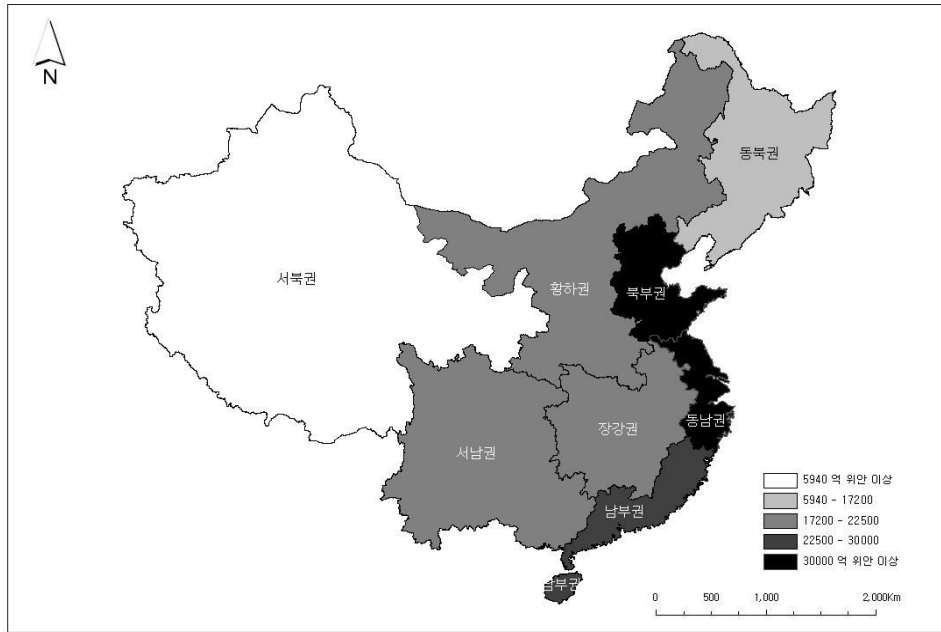 N
동북권
서북권
황하권
북부권
동남권
장강권
서남권
남부권
남부권
5940 억 위안 이상
5940 - 17200
17200 - 22500
22500 - 30000
30000 억 위안 이상
0 500 1,000 2,000Km